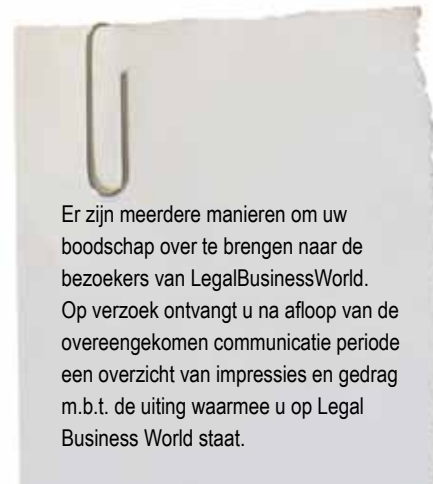 Er zijn meerdere manieren om uw
boodschap over te brengen naar de
bezoekers van LegalBusinessWorld.
Op verzoek ontvangt u na afloop van de
overeengekomen communicatie periode
een overzicht van impressies en gedrag
m.b.t. de uiting waarmee u op Legal
Business World staat.